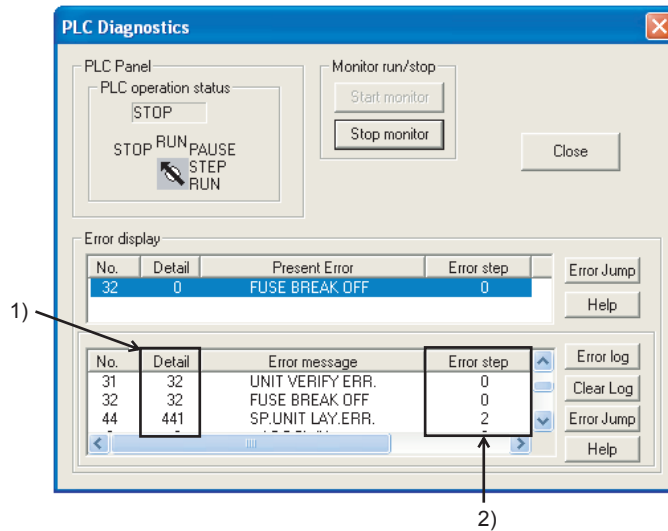 PLC Diagnostics
PLC Panel
PLC operation status
STOP
STOP RUN PAUSE
STEP
RUN
Monitor run/stop
Start monitor
Stop monitor
Close
Error display
No. Detail Present Error Error step
32 0 FUSE BREAK OFF 0
Error Jump
Help
1)
No. Detail Error message Error step
31 32 UNIT VERIFY ERR. 0
32 32 FUSE BREAK OFF 0
44 441 SP.UNIT LAY.ERR. 2
Error log
Clear Log
Error Jump
Help
2)